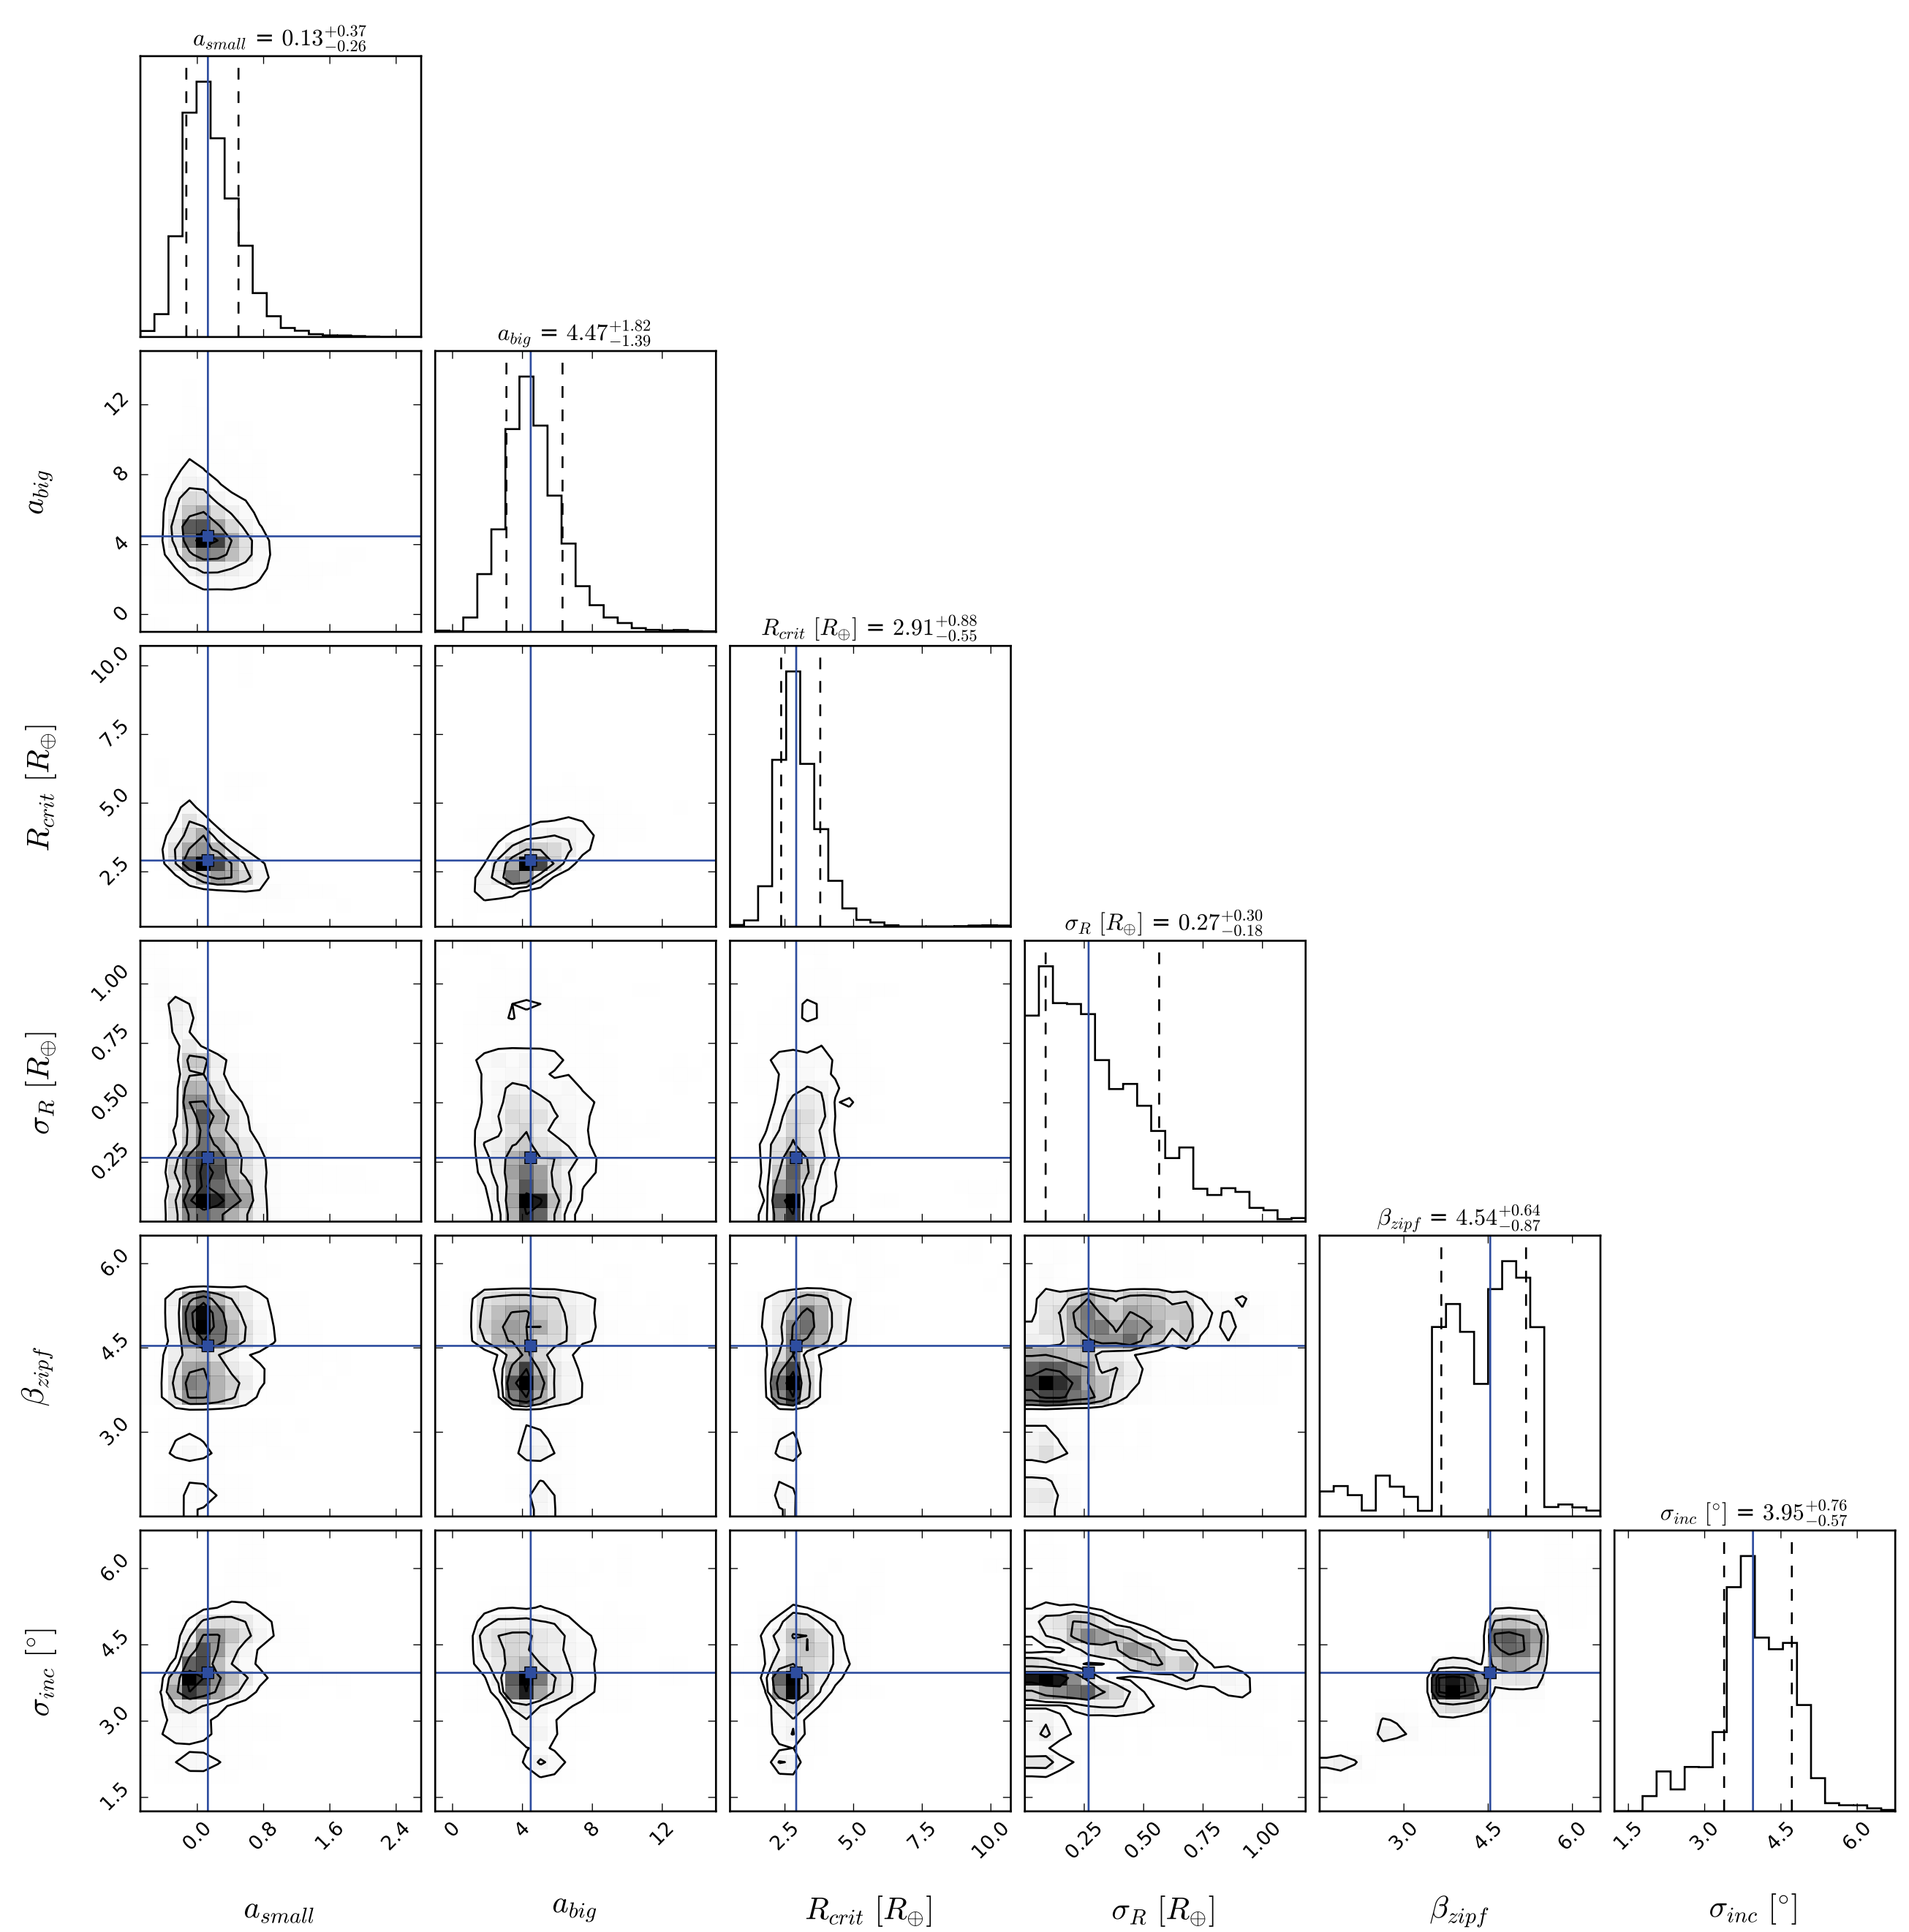 a_small = 0.13 +0.37 −0.26
a_big = 4.47 +1.82 −1.39
12
8
4
0
a_big
R_crit [R⊕] = 2.91 +0.88 −0.55
10.0
7.5
5.0
2.5
R_crit [R⊕]
σ_R [R⊕] = 0.27 +0.30 −0.18
1.00
0.75
0.50
0.25
σ_R [R⊕]
β_zipf = 4.54 +0.64 −0.87
6.0
4.5
3.0
β_zipf
σ_inc [°] = 3.95 +0.76 −0.57
6.0
4.5
3.0
1.5
σ_inc [°]
0.0 0.8 1.6 2.4 0 4 8 12 2.5 5.0 7.5 10.0 0.25 0.50 0.75 1.00 3.0 4.5 6.0 1.5 3.0 4.5 6.0
a_small a_big R_crit [R⊕] σ_R [R⊕] β_zipf σ_inc [°]